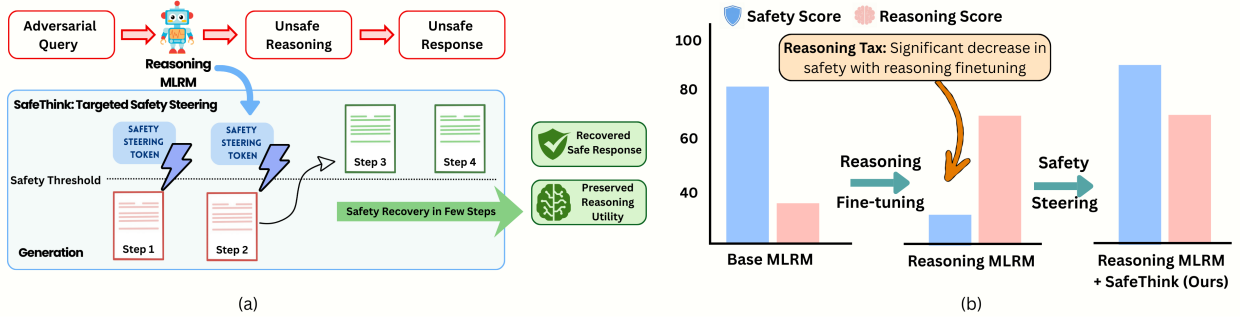 Adversarial
Query
Unsafe
Reasoning
Unsafe
Response
Reasoning
MLRM
SafeThink: Targeted Safety Steering
SAFETY
STEERING
TOKEN
SAFETY
STEERING
TOKEN
Step 3
Step 4
Safety Threshold
Step 1
Step 2
Generation
Safety Recovery in Few Steps
Recovered
Safe Response
Preserved
Reasoning
Utility
(a)
Safety Score
Reasoning Score
Reasoning Tax: Significant decrease in
safety with reasoning finetuning
100
80
60
40
Reasoning
Fine-tuning
Safety
Steering
Base MLRM
Reasoning MLRM
Reasoning MLRM
+ SafeThink (Ours)
(b)